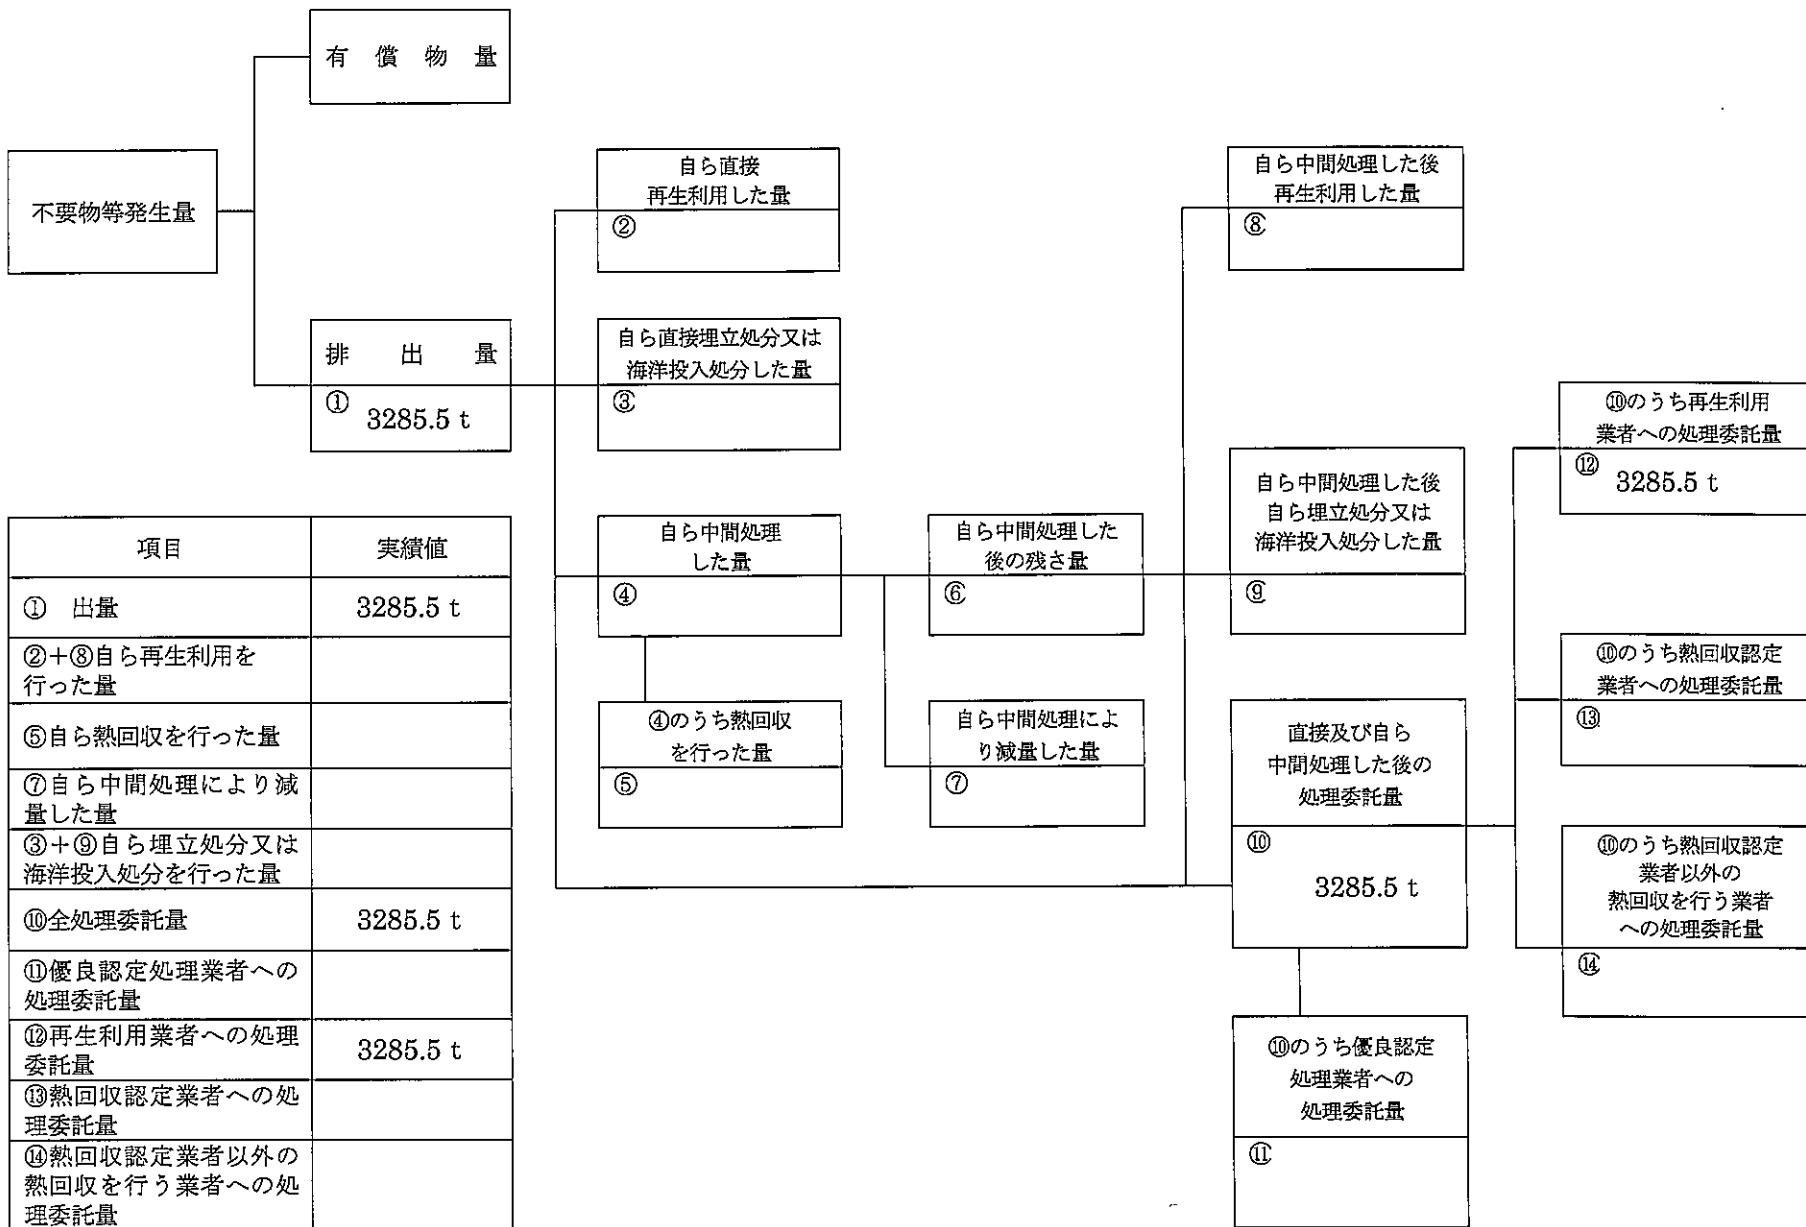 有償物量
不要物等発生量
排出量
①
3285.5 t
自ら直接
再生利用した量
②
自ら直接埋立処分又は
海洋投入処分した量
③
自ら中間処理
した量
④
④のうち熱回収
を行った量
⑤
自ら中間処理した
後の残さ量
⑥
自ら中間処理によ
り減量した量
⑦
自ら中間処理した後
再生利用した量
⑧
自ら中間処理した後
自ら埋立処分又は
海洋投入処分した量
⑨
直接及び自ら
中間処理した後の
処理委託量
⑩
3285.5 t
⑩のうち優良認定
処理業者への
処理委託量
⑪
⑩のうち再生利用
業者への処理委託量
⑫
3285.5 t
⑩のうち熱回収認定
業者への処理委託量
⑬
⑩のうち熱回収認定
業者以外の
熱回収を行う業者
への処理委託量
⑭
項目 実績値
① 出量 3285.5 t
②+⑧自ら再生利用を
行った量
⑤自ら熱回収を行った量
⑦自ら中間処理により減
量した量
③+⑨自ら埋立処分又は
海洋投入処分を行った量
⑩全処理委託量 3285.5 t
⑪優良認定処理業者への
処理委託量
⑫再生利用業者への処理
委託量 3285.5 t
⑬熱回収認定業者への処
理委託量
⑭熱回収認定業者以外の
熱回収を行う業者への処
理委託量